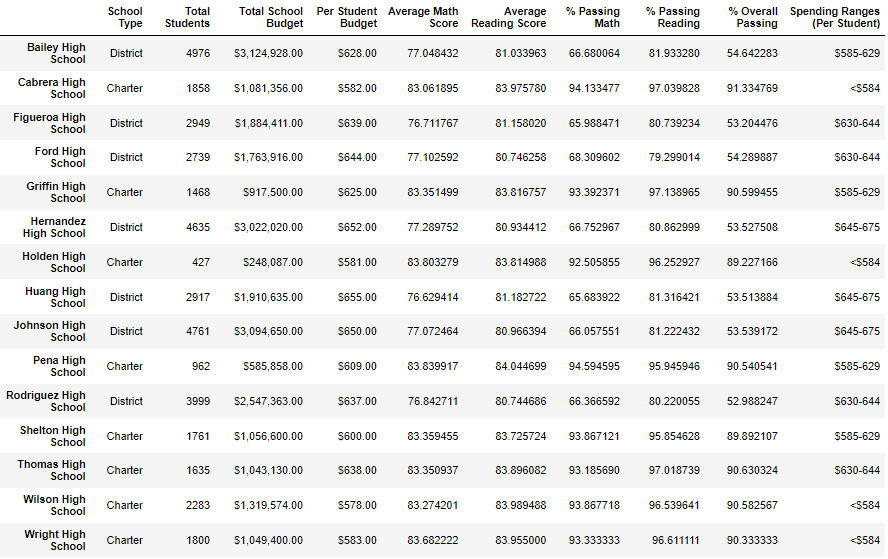 School Type Total Students Total School Budget Per Student Budget Average Math Score Average Reading Score % Passing Math % Passing Reading % Overall Passing Spending Ranges (Per Student)
Bailey High School District 4976 $3,124,928.00 $628.00 77.048432 81.033963 66.680064 81.933280 54.642283 $585-629
Cabrera High School Charter 1858 $1,081,356.00 $582.00 83.061895 83.975780 94.133477 97.039828 91.334769 <$584
Figueroa High School District 2949 $1,884,411.00 $639.00 76.711767 81.158020 65.988471 80.739234 53.204476 $630-644
Ford High School District 2739 $1,763,916.00 $644.00 77.102592 80.746258 68.309602 79.299014 54.289887 $630-644
Griffin High School Charter 1468 $917,500.00 $625.00 83.351499 83.816757 93.392371 97.138965 90.599455 $585-629
Hernandez High School District 4635 $3,022,020.00 $652.00 77.289752 80.934412 66.752967 80.862999 53.527508 $645-675
Holden High School Charter 427 $248,087.00 $581.00 83.803279 83.814988 92.505855 96.252927 89.227166 <$584
Huang High School District 2917 $1,910,635.00 $655.00 76.629414 81.182722 65.683922 81.316421 53.513884 $645-675
Johnson High School District 4761 $3,094,650.00 $650.00 77.072464 80.966394 66.057551 81.222432 53.539172 $645-675
Pena High School Charter 962 $585,858.00 $609.00 83.839917 84.044699 94.594595 95.945946 90.540541 $585-629
Rodriguez High School District 3999 $2,547,363.00 $637.00 76.842711 80.744686 66.366592 80.220055 52.988247 $630-644
Shelton High School Charter 1761 $1,056,600.00 $600.00 83.359455 83.725724 93.867121 95.854628 89.892107 $585-629
Thomas High School Charter 1635 $1,043,130.00 $638.00 83.350937 83.896082 93.185690 97.018739 90.630324 $630-644
Wilson High School Charter 2283 $1,319,574.00 $578.00 83.274201 83.989488 93.867718 96.539641 90.582567 <$584
Wright High School Charter 1800 $1,049,400.00 $583.00 83.682222 83.955000 93.333333 96.611111 90.333333 <$584